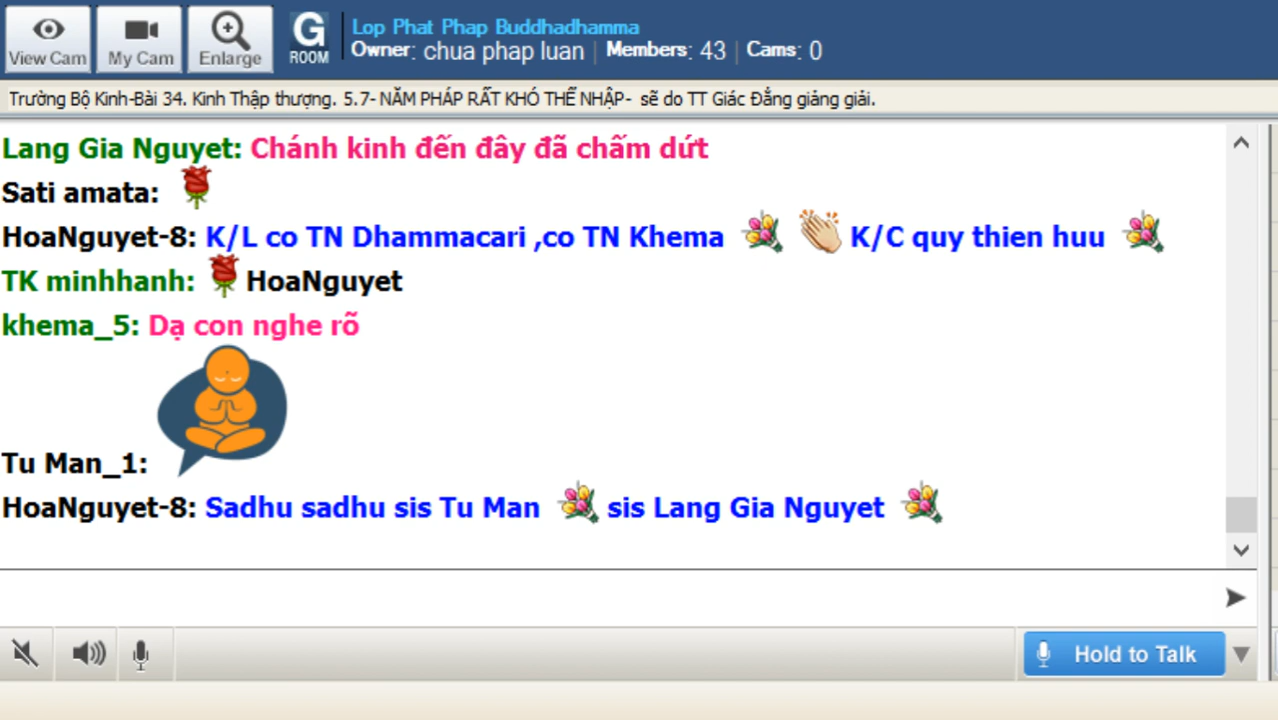 View Cam My Cam Enlarge G ROOM Lop Phat Phap Buddhadhamma
Owner: chua phap luan | Members: 43 | Cams: 0
Trường Bộ Kinh-Bài 34. Kinh Thập thượng. 5.7- NĂM PHÁP RẤT KHÓ THỂ NHẬP- sẽ do TT Giác Đẳng giảng giải.
Lang Gia Nguyet: Chánh kinh đến đây đã chấm dứt
Sati amata:
HoaNguyet-8: K/L co TN Dhammacari ,co TN Khema K/C quy thien huu
TK minhhanh: HoaNguyet
khema_5: Dạ con nghe rõ
Tu Man_1:
HoaNguyet-8: Sadhu sadhu sis Tu Man sis Lang Gia Nguyet
Hold to Talk